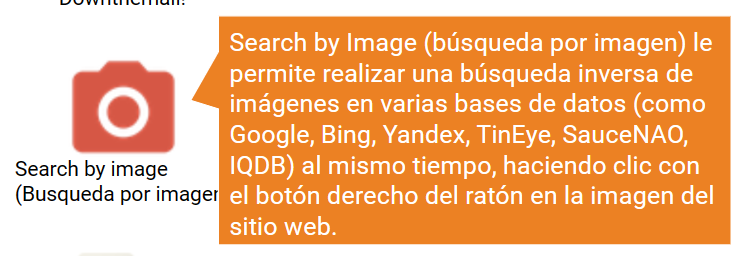 Downthemall!
Search by Image (búsqueda por imagen) le
permite realizar una búsqueda inversa de
imágenes en varias bases de datos (como
Google, Bing, Yandex, TinEye, SauceNAO,
IQDB) al mismo tiempo, haciendo clic con
el botón derecho del ratón en la imagen del
sitio web.
Search by image
(Busqueda por imagen